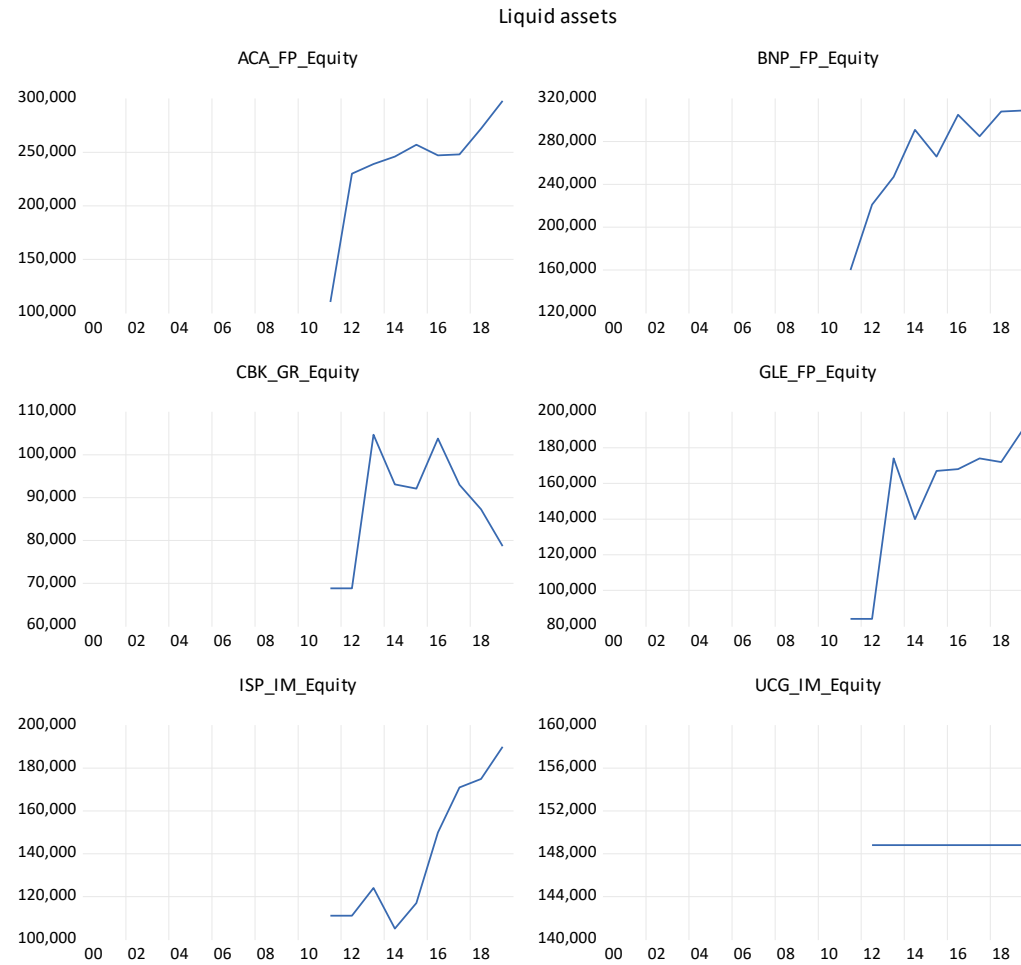 Liquid assets
ACA_FP_Equity
300,000
250,000
200,000
150,000
100,000
00 02 04 06 08 10 12 14 16 18
BNP_FP_Equity
320,000
280,000
240,000
200,000
160,000
120,000
00 02 04 06 08 10 12 14 16 18
CBK_GR_Equity
110,000
100,000
90,000
80,000
70,000
60,000
00 02 04 06 08 10 12 14 16 18
GLE_FP_Equity
200,000
180,000
160,000
140,000
120,000
100,000
80,000
00 02 04 06 08 10 12 14 16 18
ISP_IM_Equity
200,000
180,000
160,000
140,000
120,000
100,000
00 02 04 06 08 10 12 14 16 18
UCG_IM_Equity
160,000
156,000
152,000
148,000
144,000
140,000
00 02 04 06 08 10 12 14 16 18